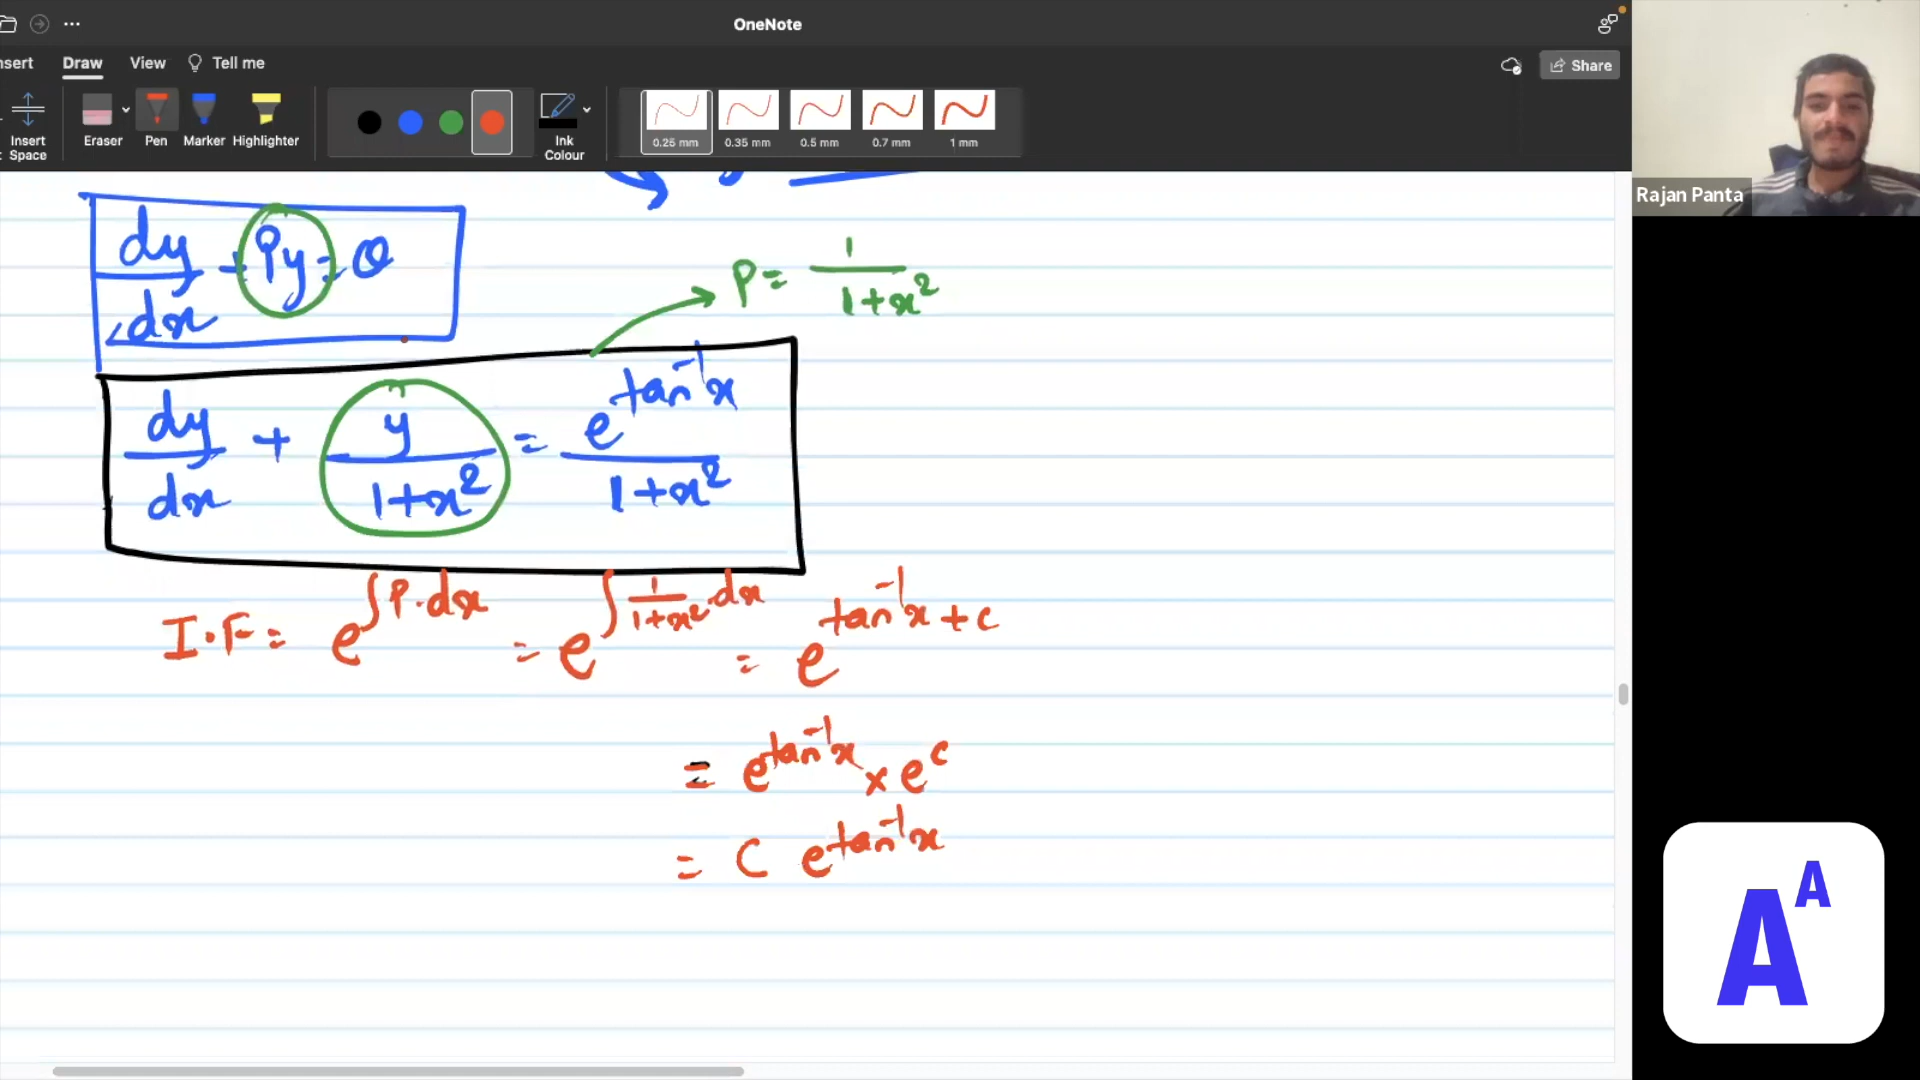 OneNote
nsert Draw View Tell me Share
Insert Space Eraser Pen Marker Highlighter Ink Colour 0.25 mm 0.35 mm 0.5 mm 0.7 mm 1 mm
Rajan Panta
dy/dx + Py = Q
P = 1/(1+x²)
dy/dx + y/(1+x²) = e^(tan⁻¹x)/(1+x²)
I.F = e^(∫P.dx) = e^(∫1/(1+x²).dx) = e^(tan⁻¹x + c)
= e^(tan⁻¹x) × e^c
= C e^(tan⁻¹x)
A^A